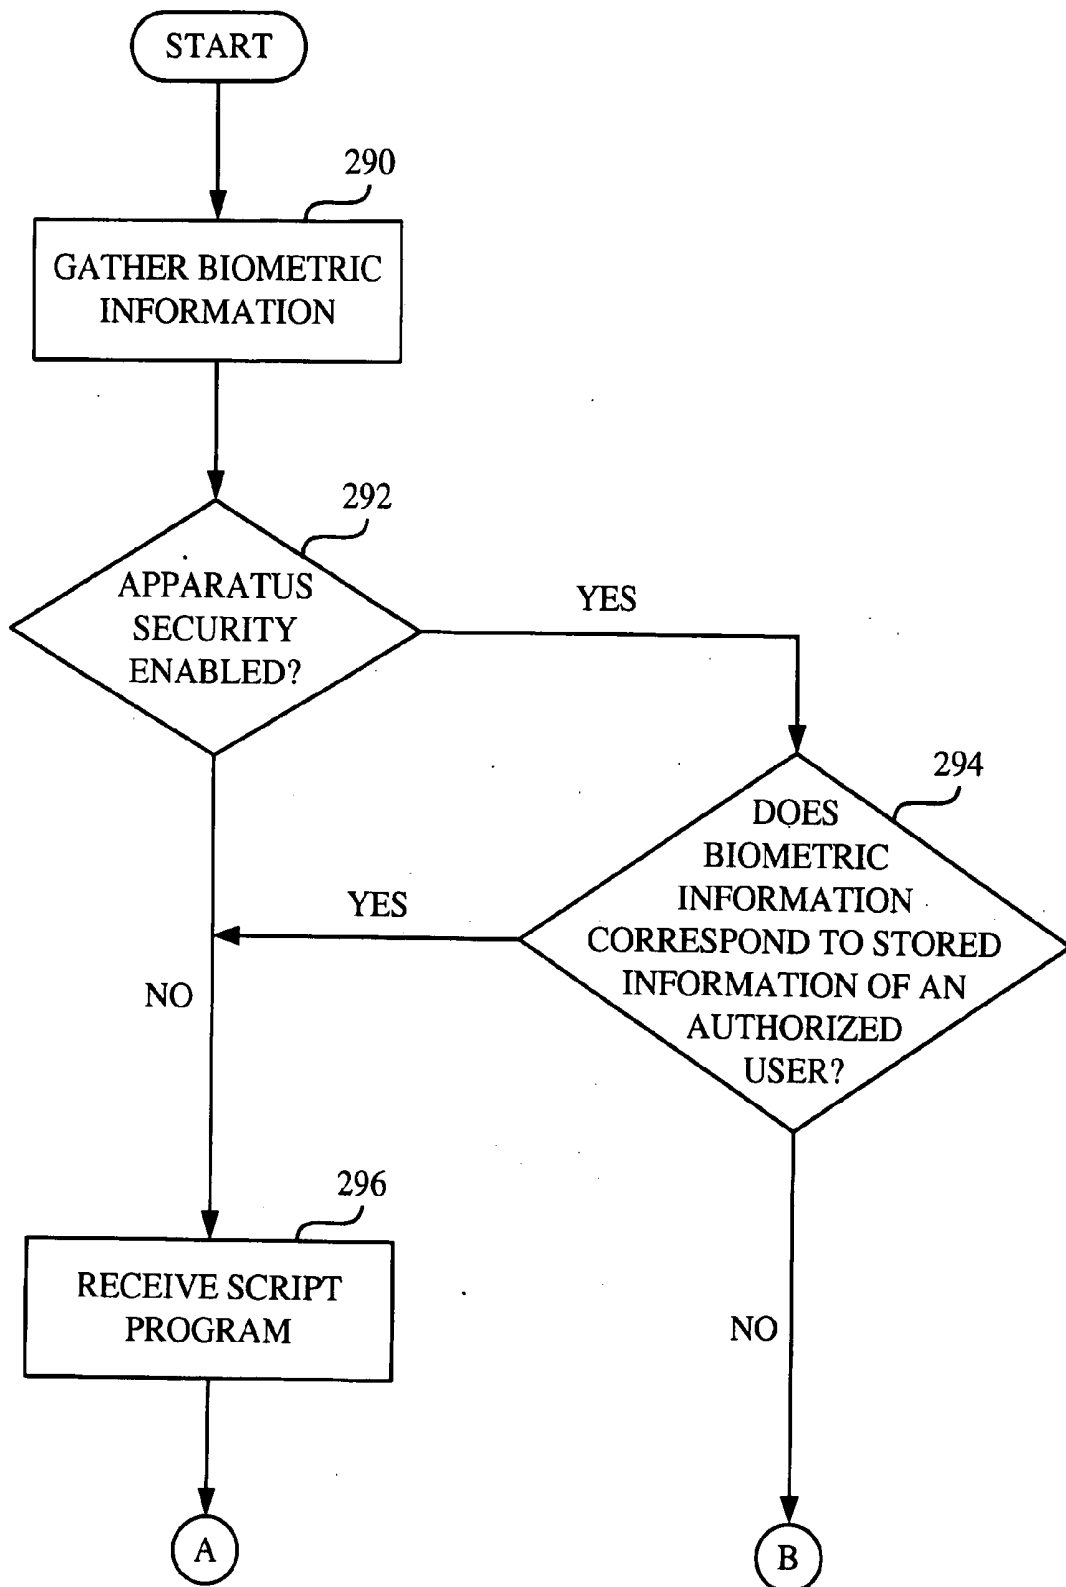 START
290
GATHER BIOMETRIC
INFORMATION
292
APPARATUS
SECURITY
ENABLED?
YES
294
DOES
BIOMETRIC
INFORMATION
CORRESPOND TO STORED
INFORMATION OF AN
AUTHORIZED
USER?
YES
NO
296
RECEIVE SCRIPT
PROGRAM
NO
A
B